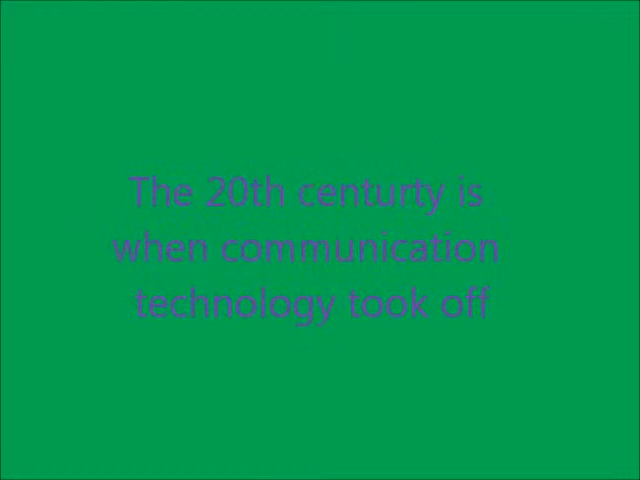 The 20th centurty is
when communication
technology took off